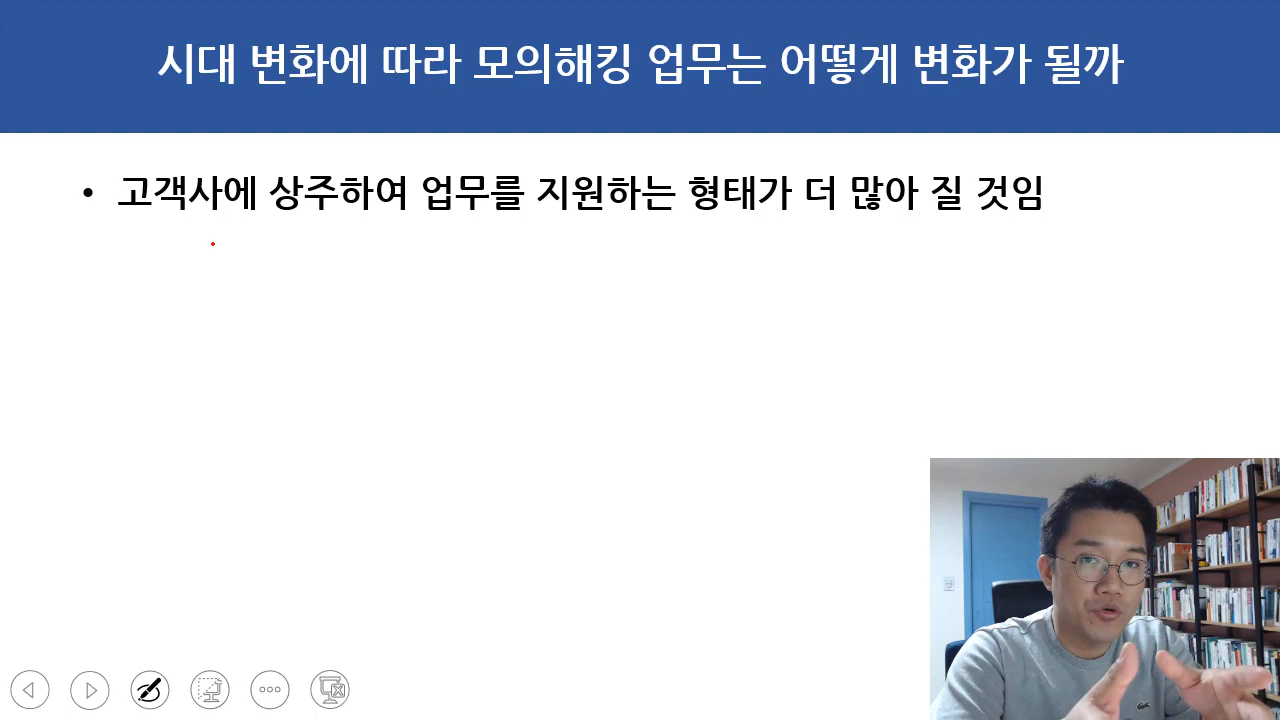 시대 변화에 따라 모의해킹 업무는 어떻게 변화가 될까
• 고객사에 상주하여 업무를 지원하는 형태가 더 많아 질 것임